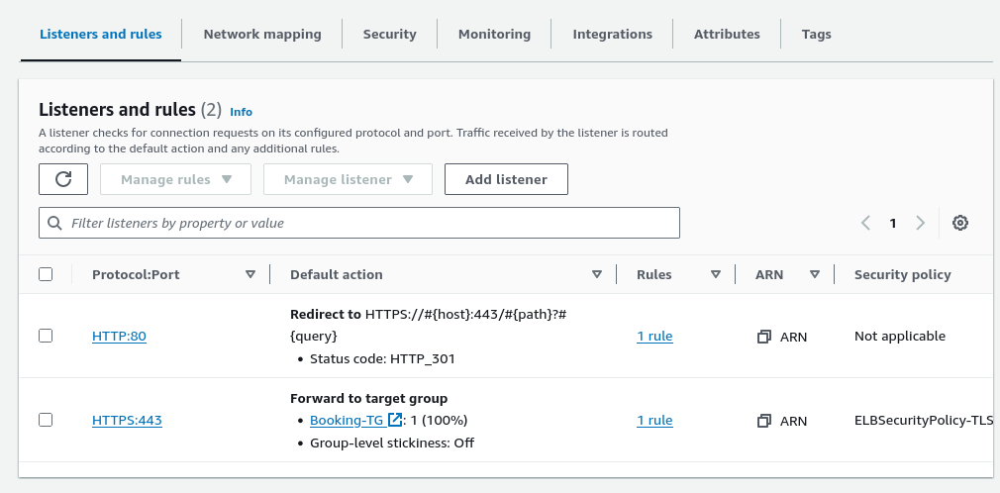 Listeners and rules Network mapping Security Monitoring Integrations Attributes Tags
Listeners and rules (2) Info
A listener checks for connection requests on its configured protocol and port. Traffic received by the listener is routed
according to the default action and any additional rules.
Manage rules Manage listener Add listener
Filter listeners by property or value 1
Protocol:Port Default action Rules ARN Security policy
Redirect to HTTPS://#{host}:443/#{path}?#
HTTP:80 {query} 1 rule ARN Not applicable
• Status code: HTTP_301
Forward to target group
HTTPS:443 • Booking-TG : 1 (100%) 1 rule ARN ELBSecurityPolicy-TLS
• Group-level stickiness: Off